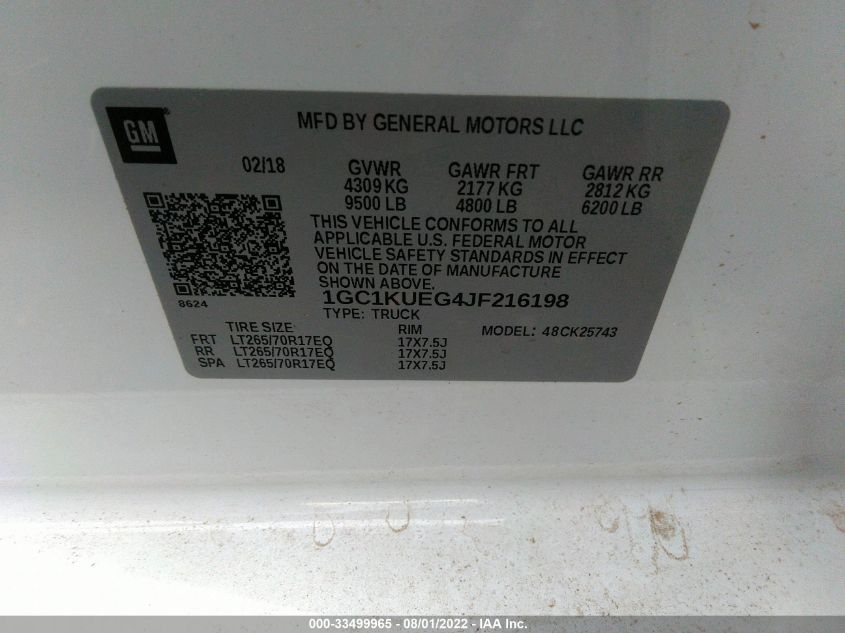 GM
MFD BY GENERAL MOTORS LLC
02/18 GVWR GAWR FRT GAWR RR
4309 KG 2177 KG 2812 KG
9500 LB 4800 LB 6200 LB
THIS VEHICLE CONFORMS TO ALL
APPLICABLE U.S. FEDERAL MOTOR
VEHICLE SAFETY STANDARDS IN EFFECT
ON THE DATE OF MANUFACTURE
SHOWN ABOVE.
8624
1GC1KUEG4JF216198
TYPE: TRUCK
TIRE SIZE RIM MODEL: 48CK25743
FRT LT265/70R17EQ 17X7.5J
RR LT265/70R17EQ 17X7.5J
SPA LT265/70R17EQ 17X7.5J
000-33499965 - 08/01/2022 - IAA Inc.